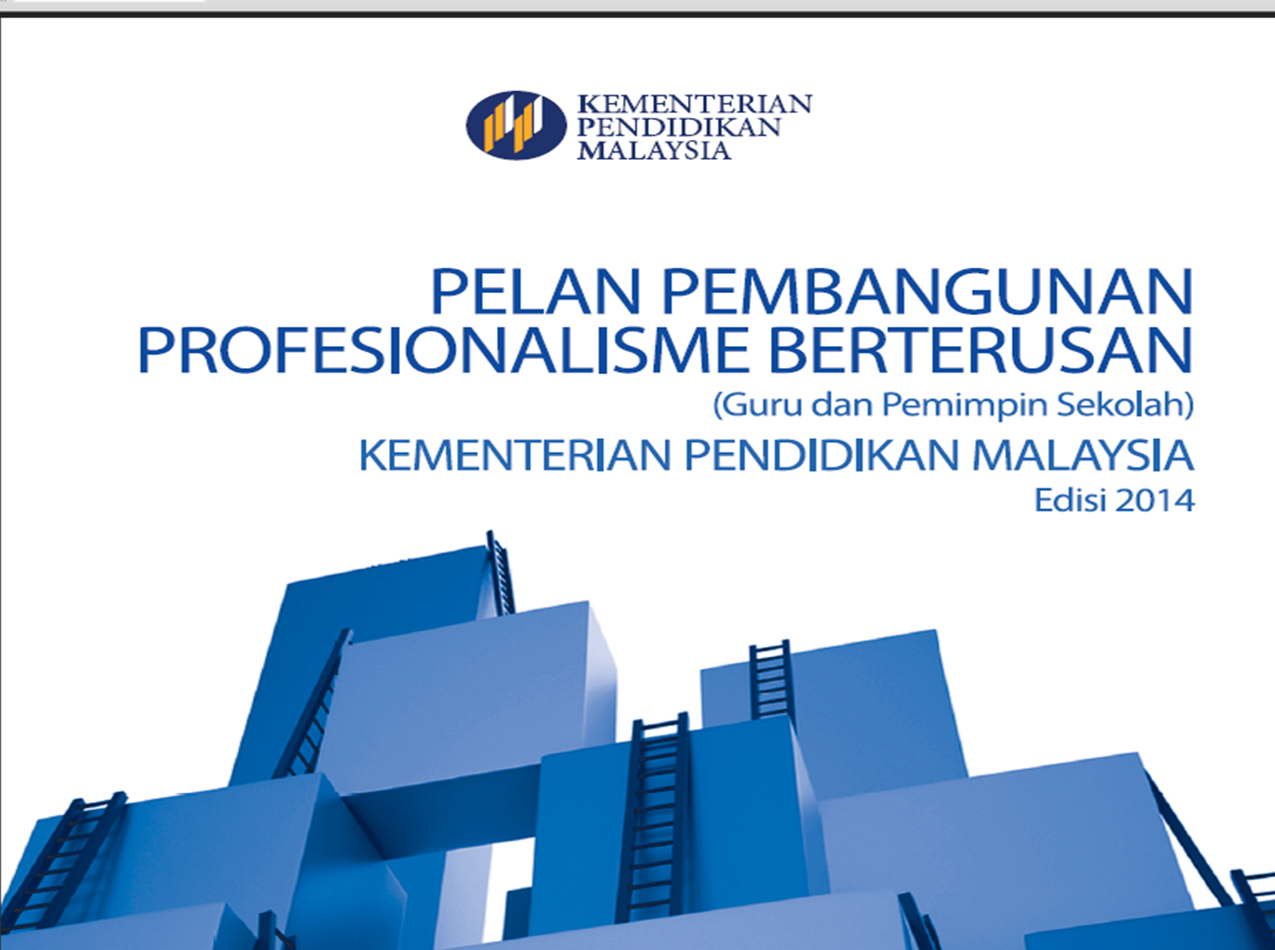 KEMENTERIAN
PENDIDIKAN
MALAYSIA
PELAN PEMBANGUNAN
PROFESIONALISME BERTERUSAN
(Guru dan Pemimpin Sekolah)
KEMENTERIAN PENDIDIKAN MALAYSIA
Edisi 2014